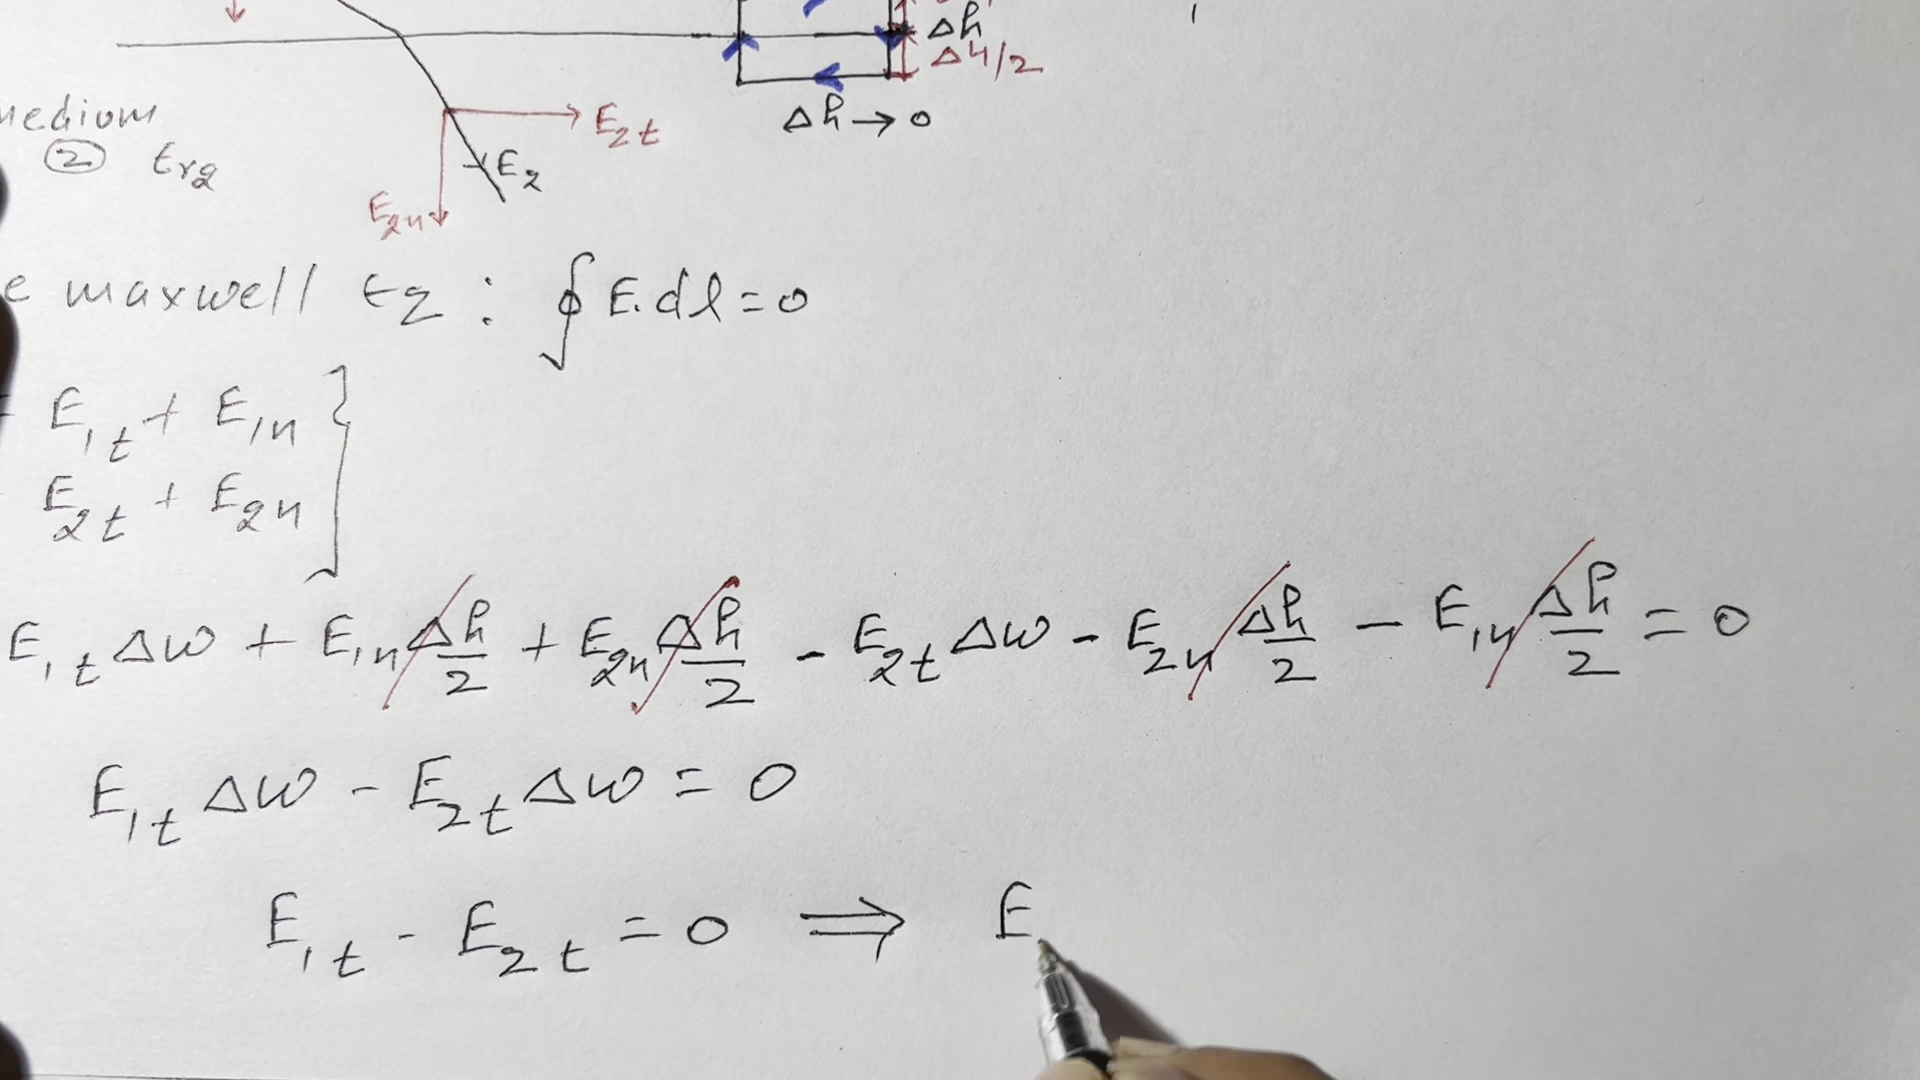 Δh
Δh/2
Δh → 0
medium
② εr2
E2t
E2
E2n
e maxwell Eq : ∮ E.dl = 0
E1t + E1n }
E2t + E2n
E1t Δw + E1n Δh/2 + E2n Δh/2 - E2t Δw - E2n Δh/2 - E1n Δh/2 = 0
E1t Δw - E2t Δw = 0
E1t - E2t = 0 ⟹ E